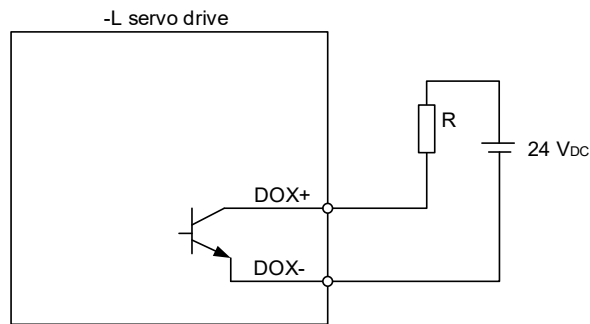 -L servo drive
R
24 VDC
DOX+
DOX-